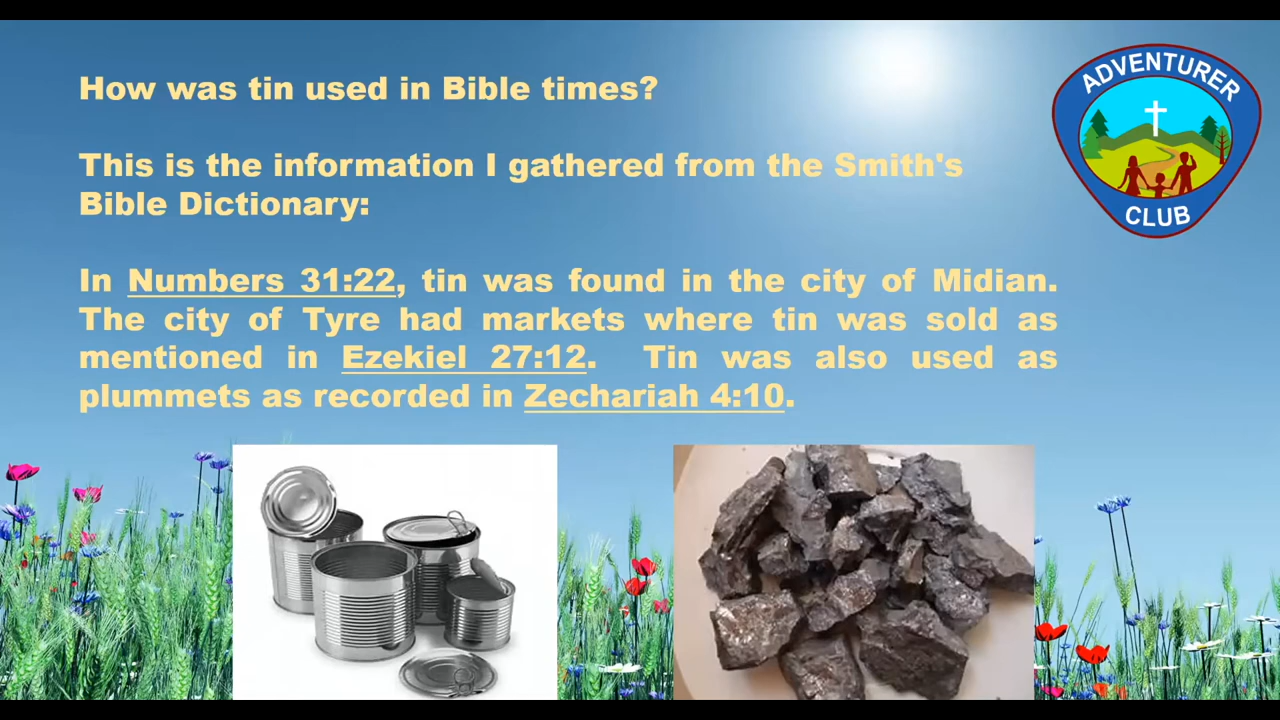 How was tin used in Bible times?
This is the information I gathered from the Smith's
Bible Dictionary:
In Numbers 31:22, tin was found in the city of Midian.
The city of Tyre had markets where tin was sold as
mentioned in Ezekiel 27:12. Tin was also used as
plummets as recorded in Zechariah 4:10.
ADVENTURER
CLUB